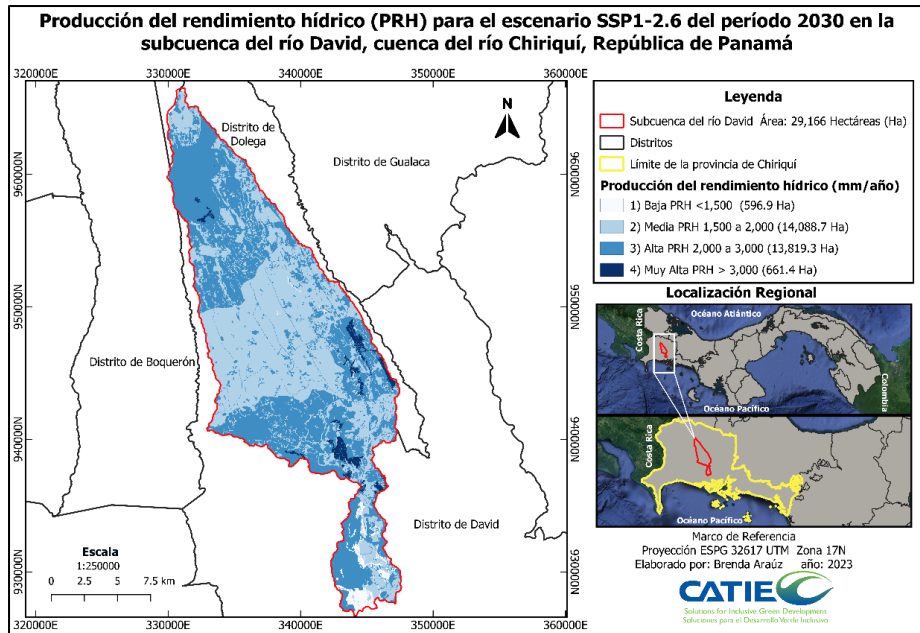 Producción del rendimiento hídrico (PRH) para el escenario SSP1-2.6 del período 2030 en la
subcuenca del río David, cuenca del río Chiriquí, República de Panamá
320000E 330000E 340000E 350000E 360000E
960000N
950000N
940000N
930000N
Distrito de
Dolega
Distrito de Gualaca
Distrito de Boquerón
Distrito de David
N
Escala
1:250000
0 2.5 5 7.5 km
960000N
950000N
940000N
930000N
320000E 330000E 340000E 350000E 360000E
Leyenda
Subcuenca del río David Área: 29,166 Hectáreas (Ha)
Distritos
Límite de la provincia de Chiriquí
Producción del rendimiento hídrico (mm/año)
1) Baja PRH <1,500 (596.9 Ha)
2) Media PRH 1,500 a 2,000 (14,088.7 Ha)
3) Alta PRH 2,000 a 3,000 (13,819.3 Ha)
4) Muy Alta PRH > 3,000 (661.4 Ha)
Localización Regional
Océano Atlántico
Costa Rica
Colombia
Océano Pacífico
Costa Rica
Océano Pacífico
Marco de Referencia
Proyección ESPG 32617 UTM Zona 17N
Elaborado por: Brenda Araúz año: 2023
CATIE
Solutions for Inclusive Green Development
Soluciones para el Desarrollo Verde Inclusivo